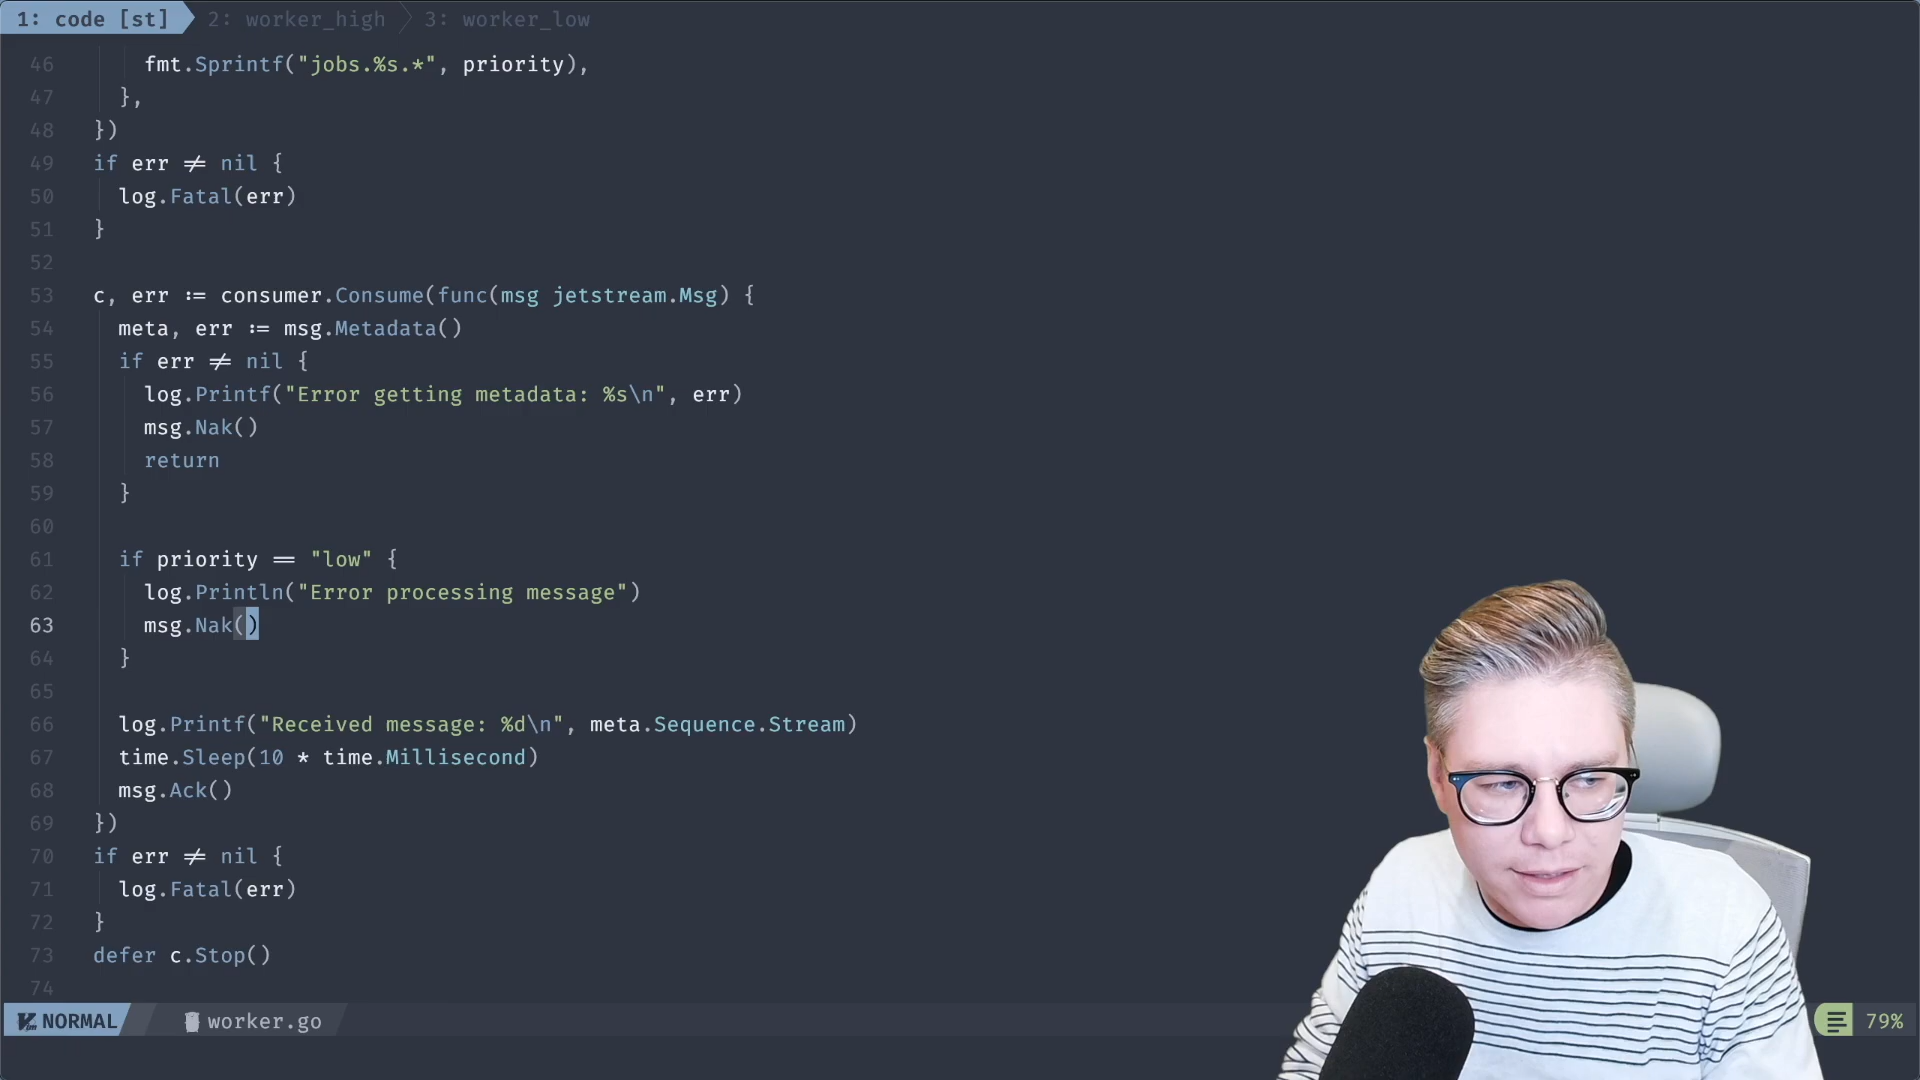 1: code [st] 2: worker_high 3: worker_low
46 fmt.Sprintf("jobs.%s.*", priority),
47 },
48 })
49 if err ≠ nil {
50 log.Fatal(err)
51 }
52
53 c, err := consumer.Consume(func(msg jetstream.Msg) {
54 meta, err := msg.Metadata()
55 if err ≠ nil {
56 log.Printf("Error getting metadata: %s\n", err)
57 msg.Nak()
58 return
59 }
60
61 if priority == "low" {
62 log.Println("Error processing message")
63 msg.Nak()
64 }
65
66 log.Printf("Received message: %d\n", meta.Sequence.Stream)
67 time.Sleep(10 * time.Millisecond)
68 msg.Ack()
69 })
70 if err ≠ nil {
71 log.Fatal(err)
72 }
73 defer c.Stop()
74
NORMAL worker.go 79%